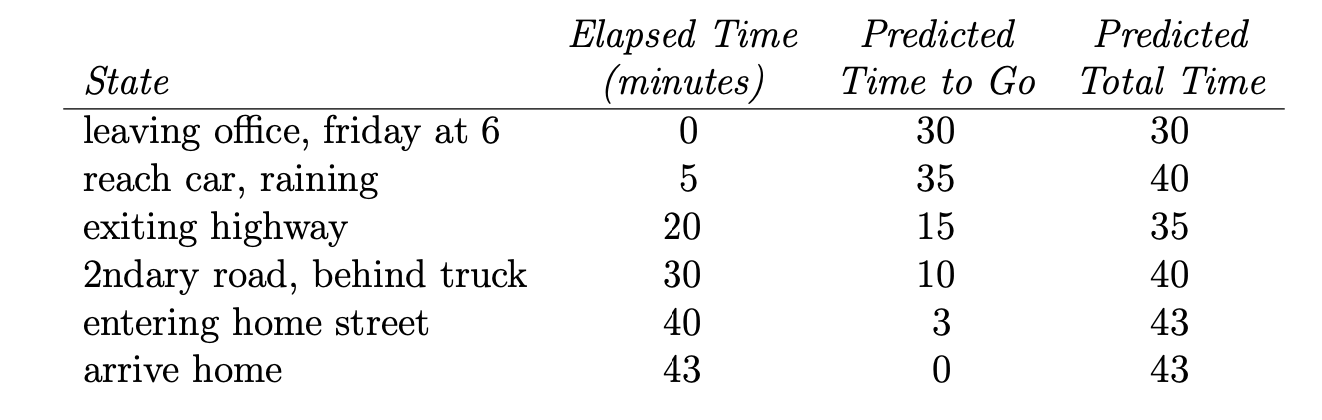 Elapsed Time Predicted Predicted
State (minutes) Time to Go Total Time
leaving office, friday at 6 0 30 30
reach car, raining 5 35 40
exiting highway 20 15 35
2ndary road, behind truck 30 10 40
entering home street 40 3 43
arrive home 43 0 43